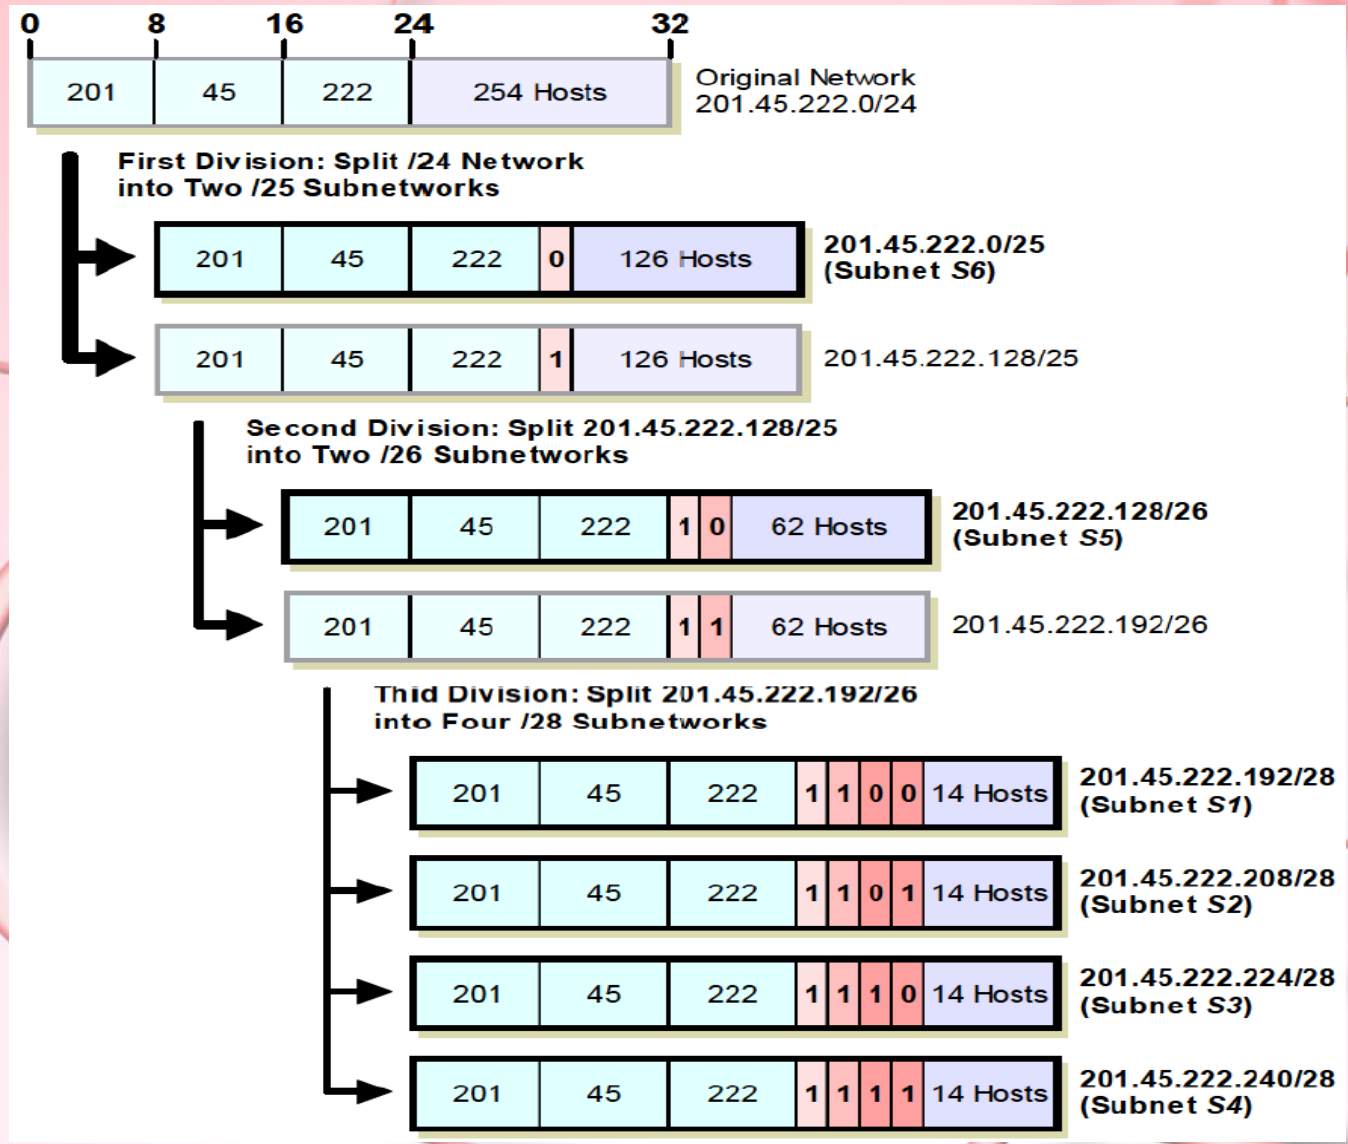 0 8 16 24 32
201 45 222 254 Hosts
Original Network
201.45.222.0/24
First Division: Split /24 Network
into Two /25 Subnetworks
201 45 222 0 126 Hosts
201.45.222.0/25
(Subnet S6)
201 45 222 1 126 Hosts
201.45.222.128/25
Second Division: Split 201.45.222.128/25
into Two /26 Subnetworks
201 45 222 1 0 62 Hosts
201.45.222.128/26
(Subnet S5)
201 45 222 1 1 62 Hosts
201.45.222.192/26
Thid Division: Split 201.45.222.192/26
into Four /28 Subnetworks
201 45 222 1 1 0 0 14 Hosts
201.45.222.192/28
(Subnet S1)
201 45 222 1 1 0 1 14 Hosts
201.45.222.208/28
(Subnet S2)
201 45 222 1 1 1 0 14 Hosts
201.45.222.224/28
(Subnet S3)
201 45 222 1 1 1 1 14 Hosts
201.45.222.240/28
(Subnet S4)